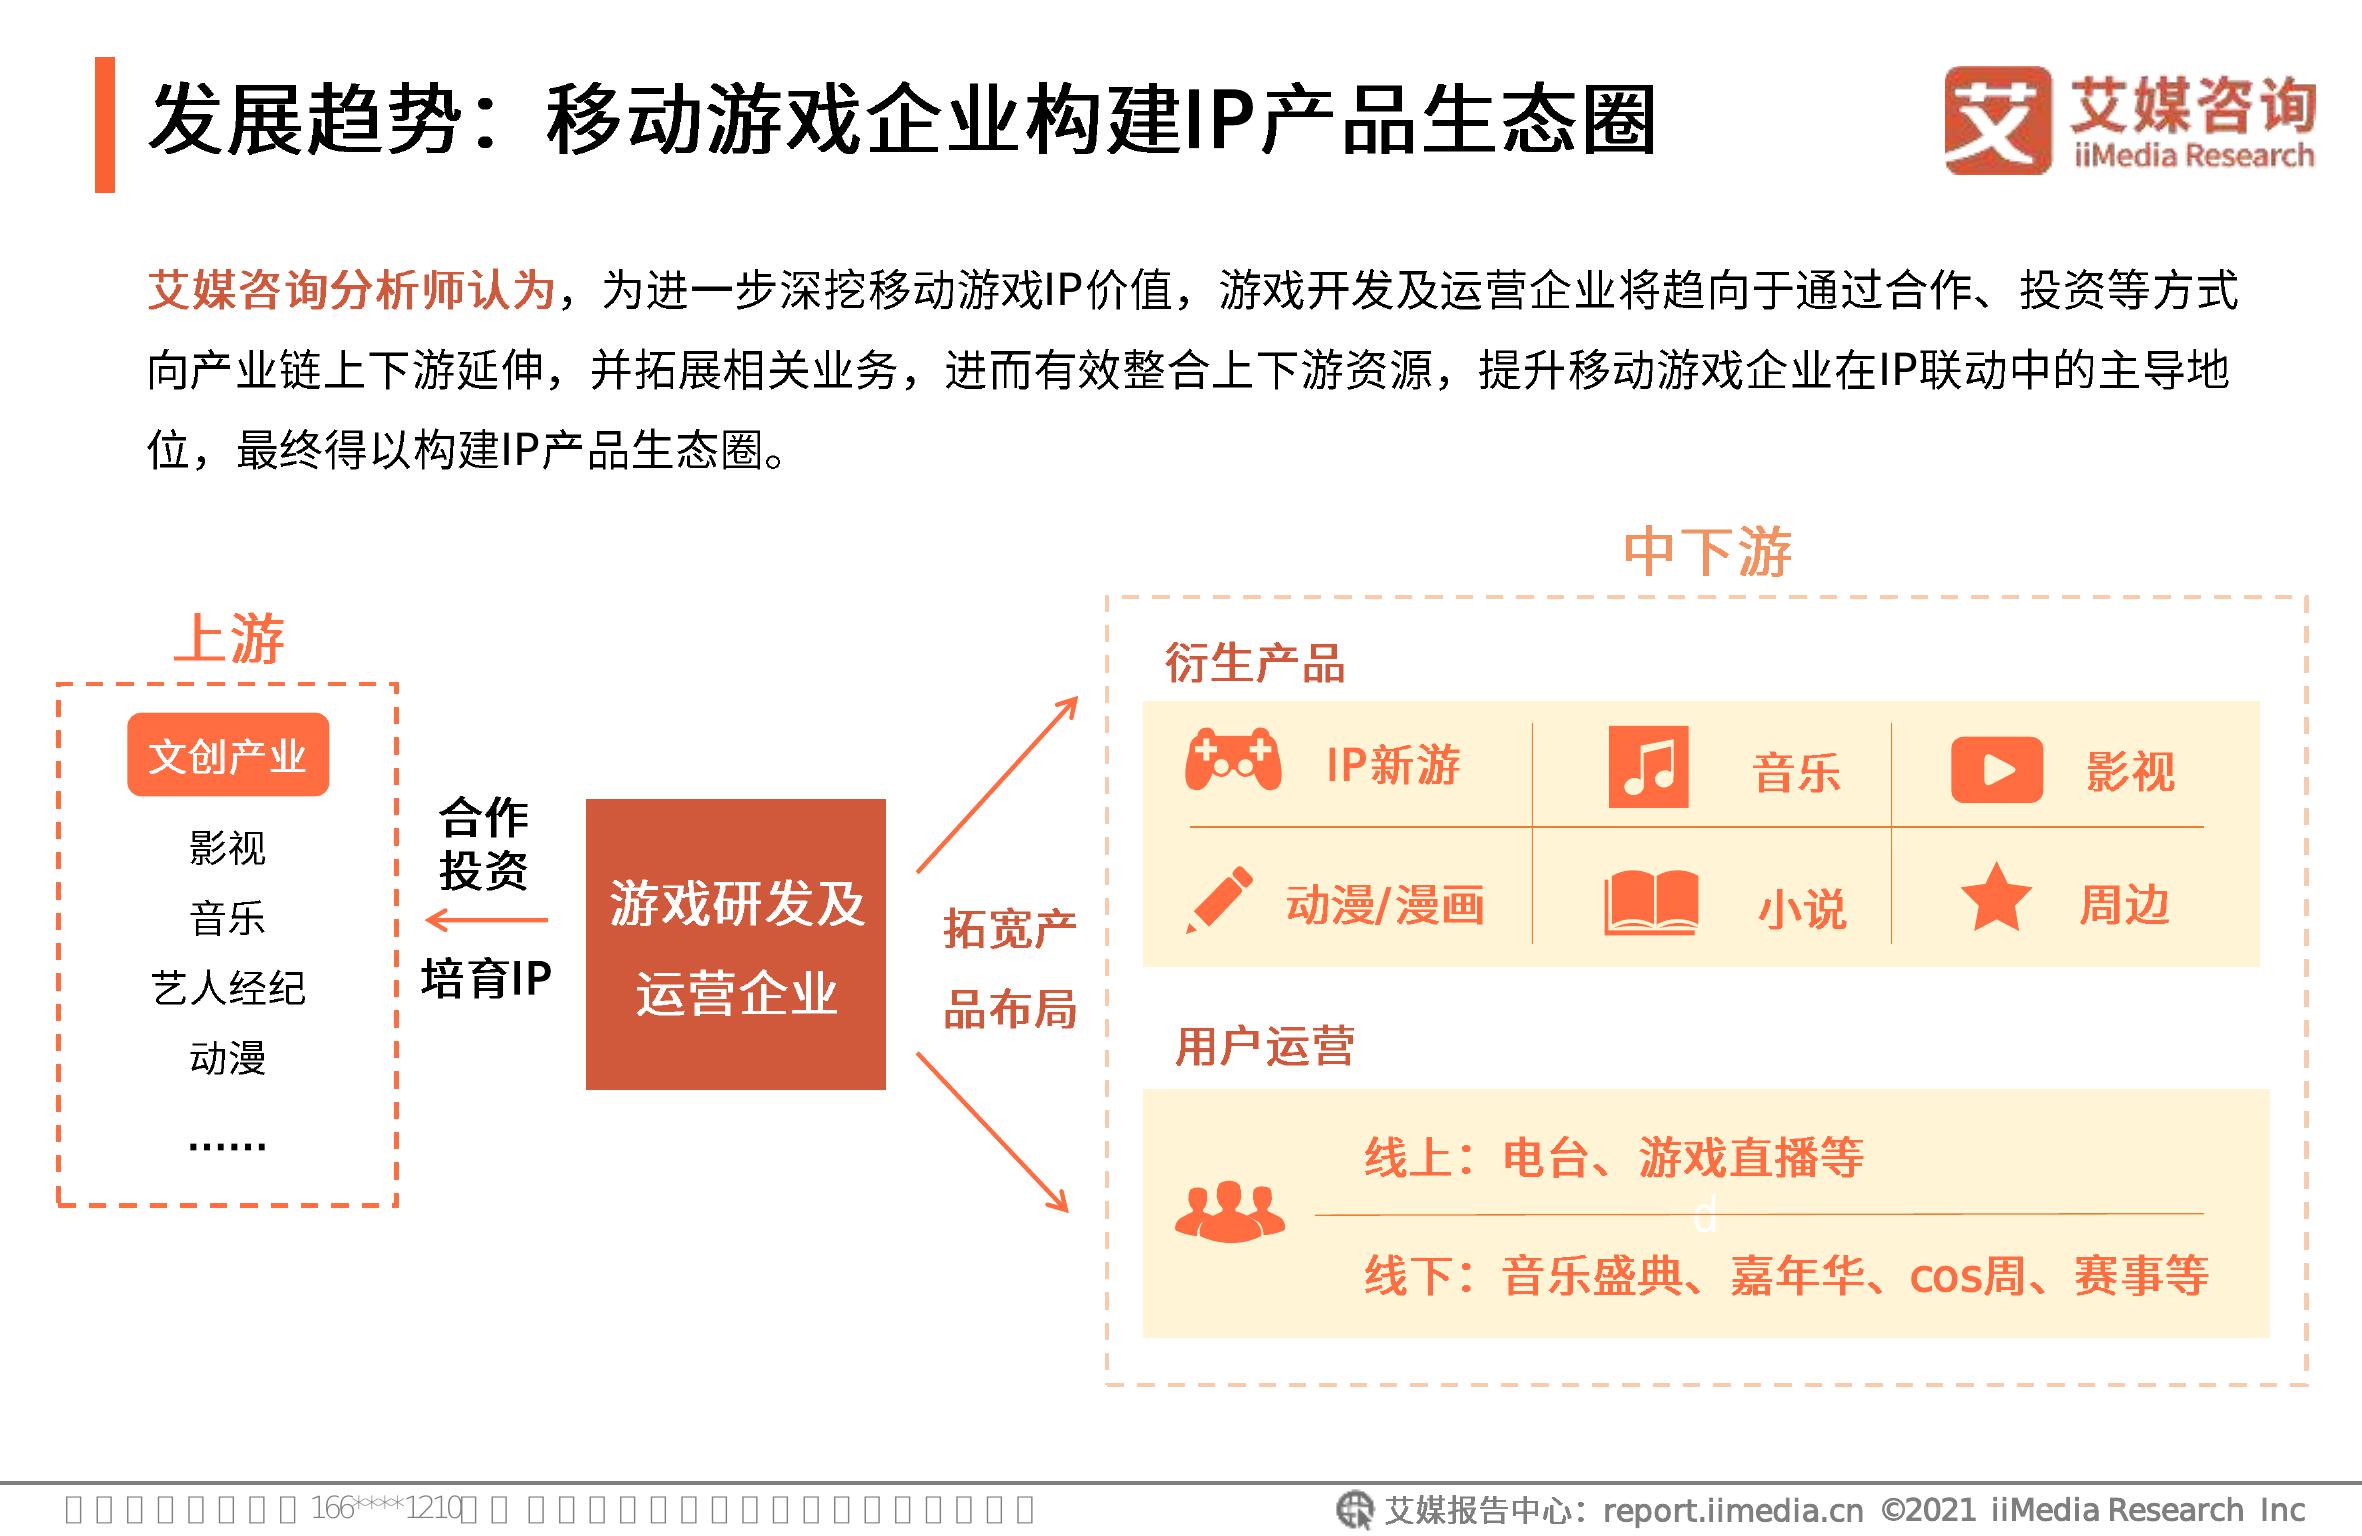 发展趋势：移动游戏企业构建IP产品生态圈
艾媒咨询
iiMedia Research
艾媒咨询分析师认为，为进一步深挖移动游戏IP价值，游戏开发及运营企业将趋向于通过合作、投资等方式
向产业链上下游延伸，并拓展相关业务，进而有效整合上下游资源，提升移动游戏企业在IP联动中的主导地
位，最终得以构建IP产品生态圈。
上游
文创产业
影视
音乐
艺人经纪
动漫
......
合作
投资
培育IP
游戏研发及
运营企业
拓宽产
品布局
中下游
衍生产品
IP新游
音乐
影视
动漫/漫画
小说
周边
用户运营
线上：电台、游戏直播等
d
线下：音乐盛典、嘉年华、cos周、赛事等
166****1210
艾媒报告中心：report.iimedia.cn ©2021 iiMedia Research Inc